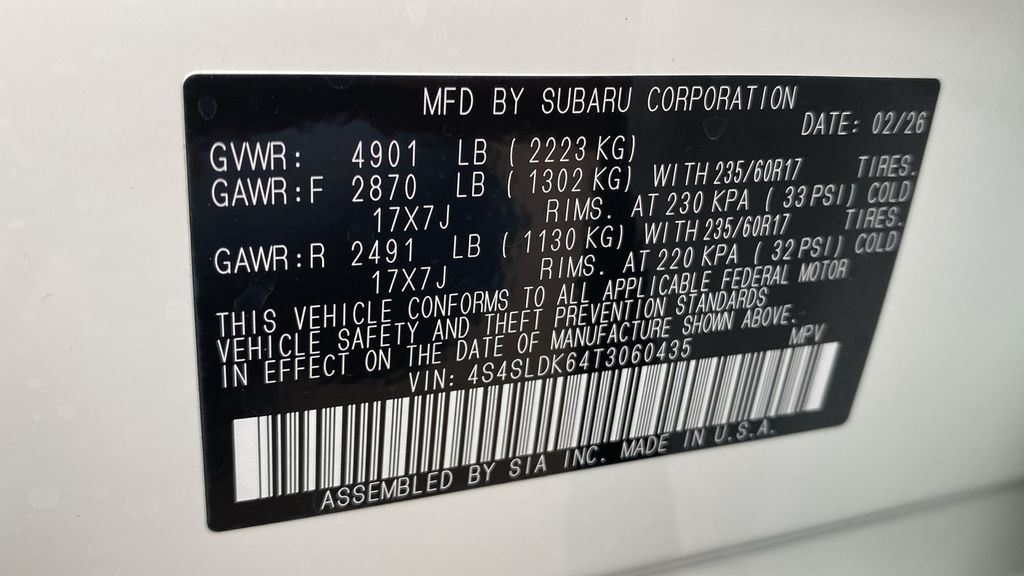 MFD BY SUBARU CORPORATION
DATE: 02/26
GVWR: 4901 LB ( 2223 KG)
GAWR:F 2870 LB ( 1302 KG) WITH 235/60R17 TIRES.
17X7J RIMS. AT 230 KPA ( 33 PSI) COLD
GAWR:R 2491 LB ( 1130 KG) WITH 235/60R17 TIRES.
17X7J RIMS. AT 220 KPA ( 32 PSI) COLD
THIS VEHICLE CONFORMS TO ALL APPLICABLE FEDERAL MOTOR
VEHICLE SAFETY AND THEFT PREVENTION STANDARDS
IN EFFECT ON THE DATE OF MANUFACTURE SHOWN ABOVE.
VIN: 4S4SLDK64T3060435 MPV
ASSEMBLED BY SIA INC. MADE IN U.S.A.